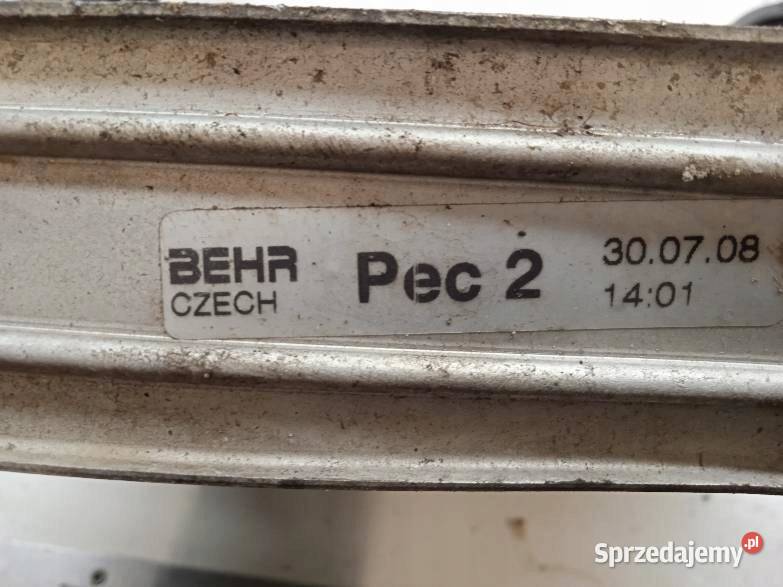 BEHR
CZECH
Pec 2
30.07.08
14:01
Sprzedajemy.pl